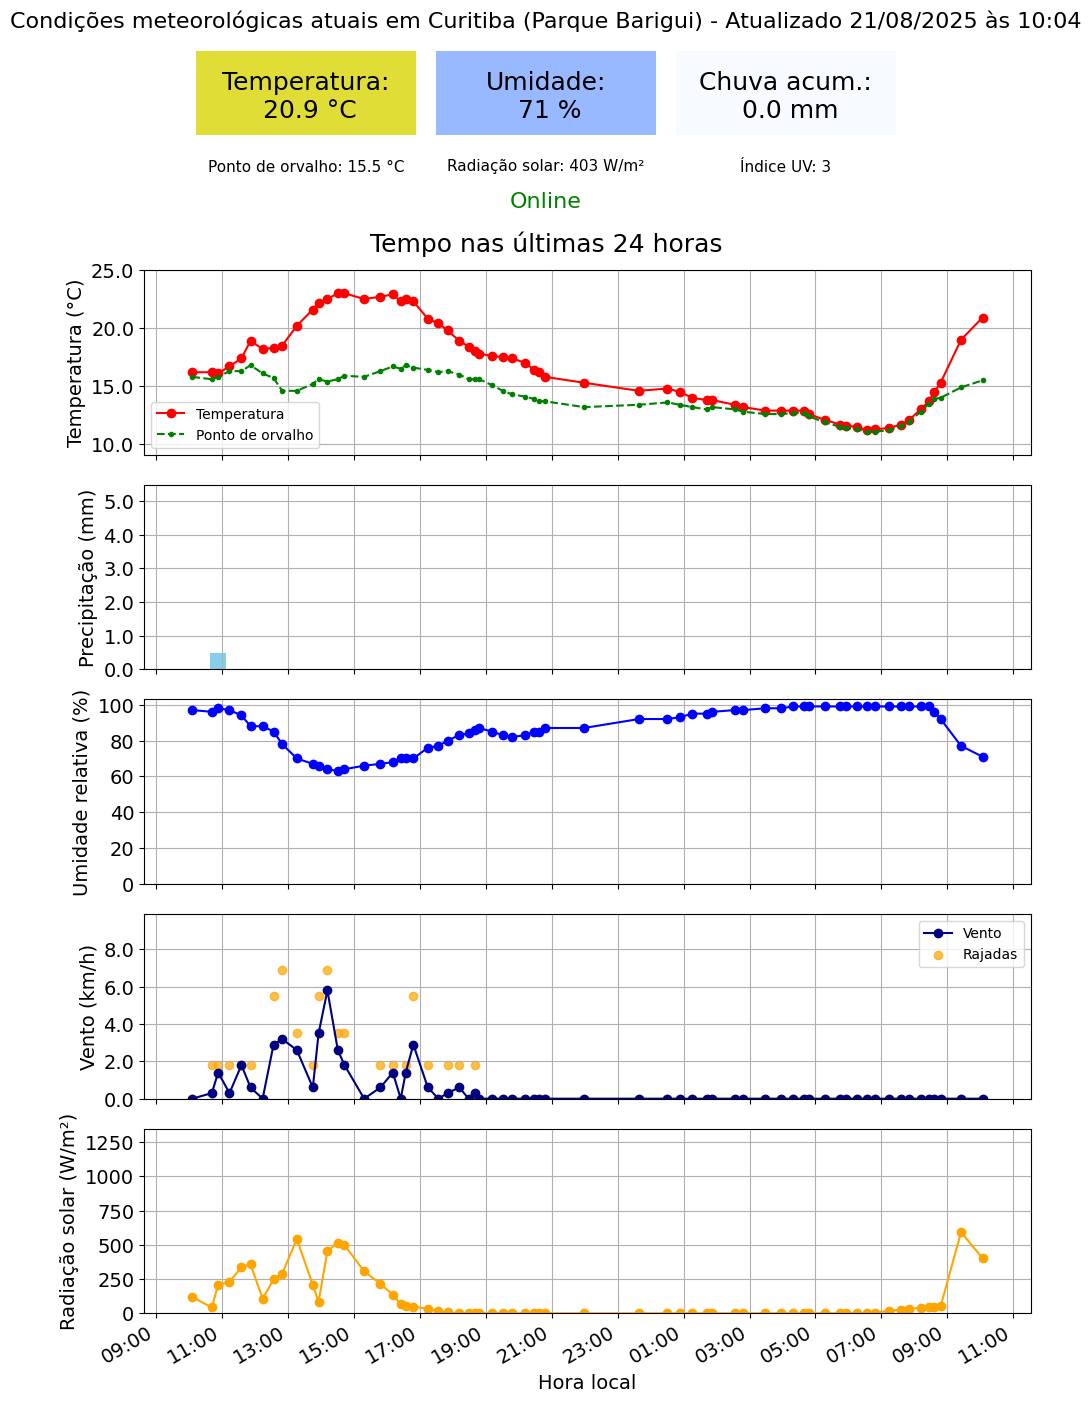 Condições meteorológicas atuais em Curitiba (Parque Barigui) - Atualizado 21/08/2025 às 10:04
Temperatura:
20.9 °C
Umidade:
71 %
Chuva acum.:
0.0 mm
Ponto de orvalho: 15.5 °C
Radiação solar: 403 W/m²
Índice UV: 3
Online
Tempo nas últimas 24 horas
Temperatura (°C)
25.0
20.0
15.0
10.0
Temperatura
Ponto de orvalho
Precipitação (mm)
5.0
4.0
3.0
2.0
1.0
0.0
Umidade relativa (%)
100
80
60
40
20
0
Vento (km/h)
8.0
6.0
4.0
2.0
0.0
Vento
Rajadas
Radiação solar (W/m²)
1250
1000
750
500
250
0
09:00
11:00
13:00
15:00
17:00
19:00
21:00
23:00
01:00
03:00
05:00
07:00
09:00
11:00
Hora local